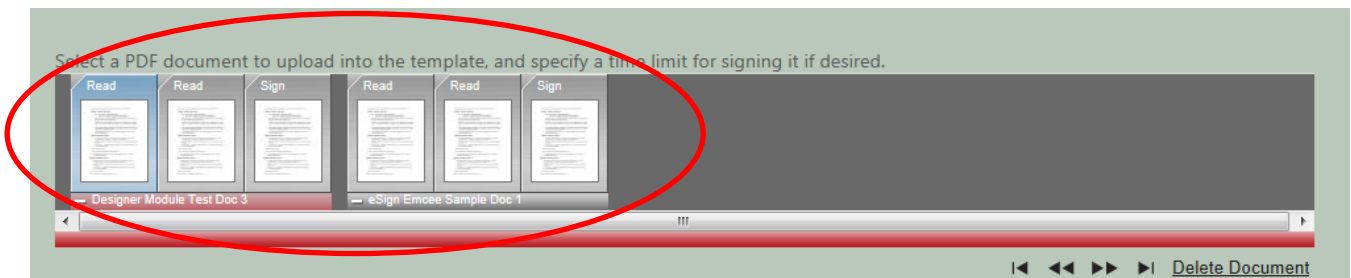 Select a PDF document to upload into the template, and specify a time limit for signing it if desired.
Read Read Sign Read Read Sign
Designer Module Test Doc 3 eSign Emcee Sample Doc 1
Delete Document